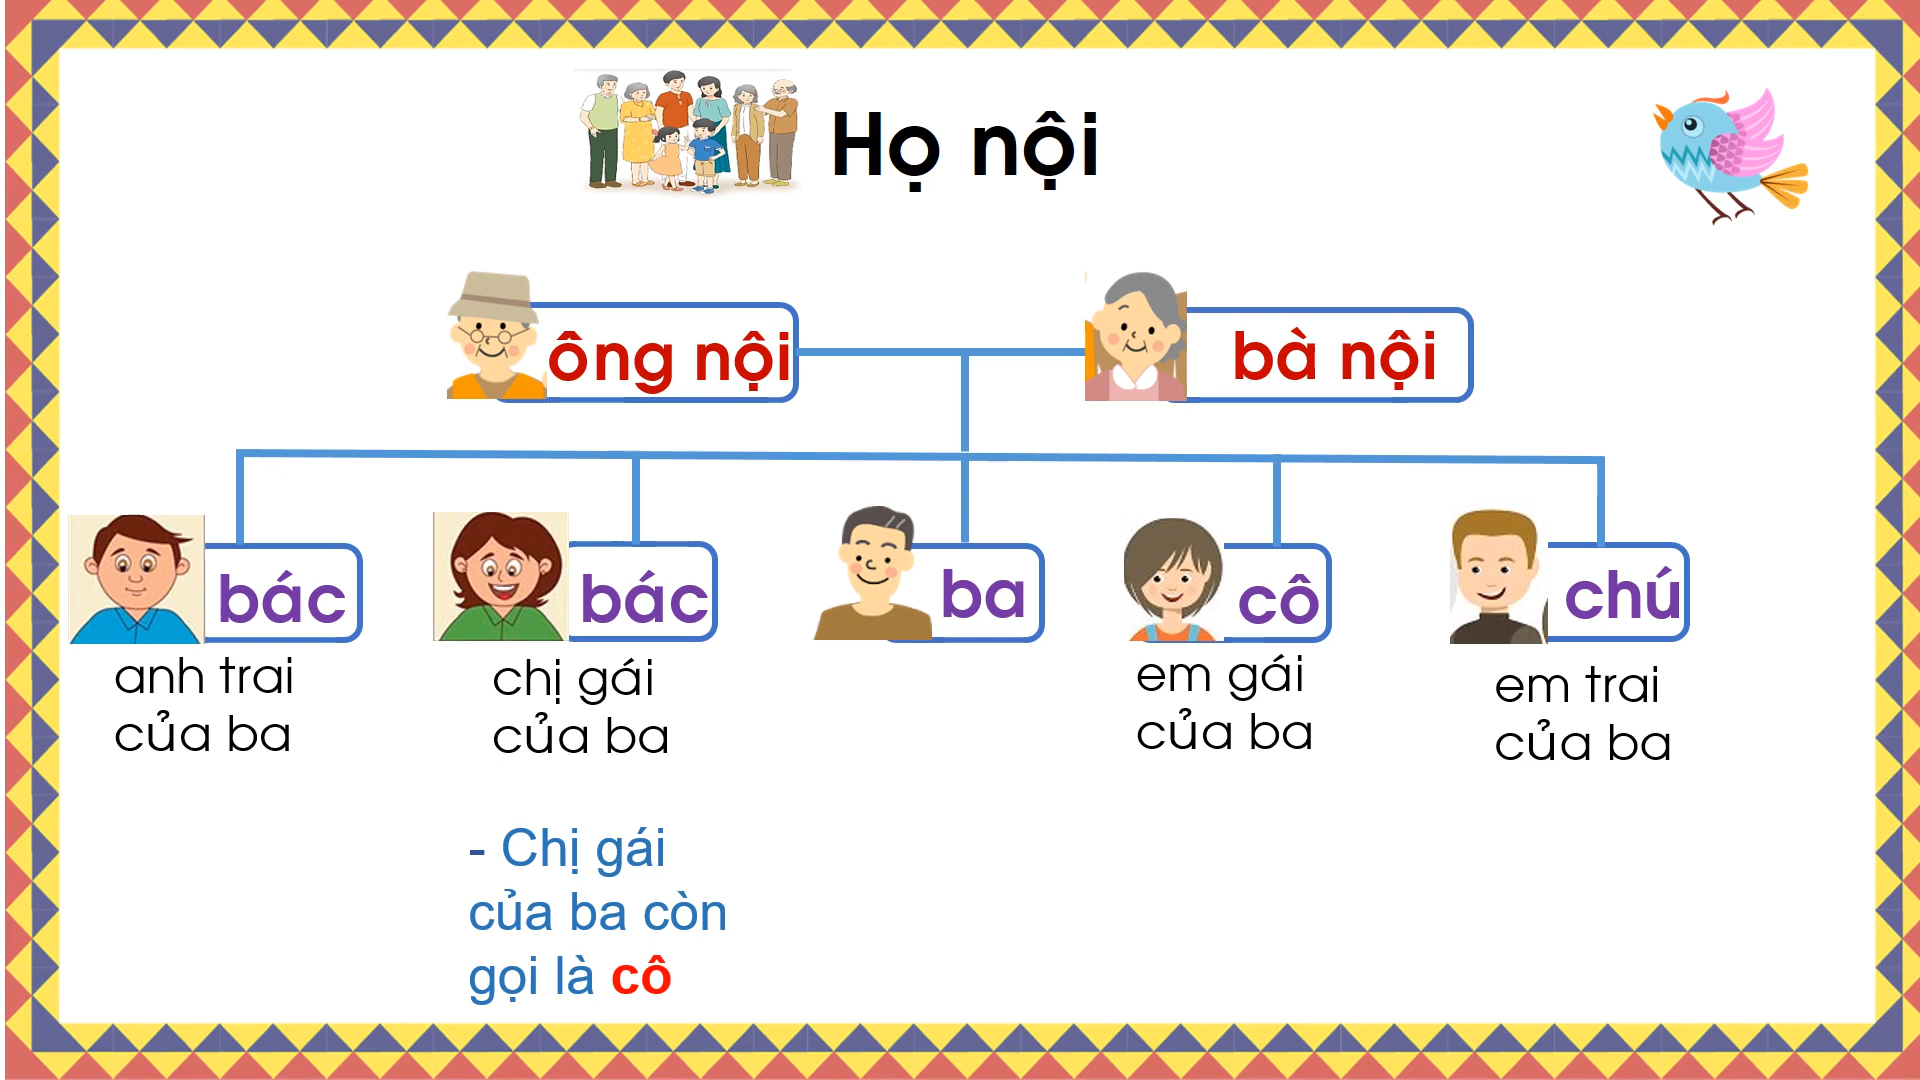 Họ nội
ông nội
bà nội
bác
bác
ba
cô
chú
anh trai
của ba
chị gái
của ba
em gái
của ba
em trai
của ba
- Chị gái
của ba còn
gọi là cô